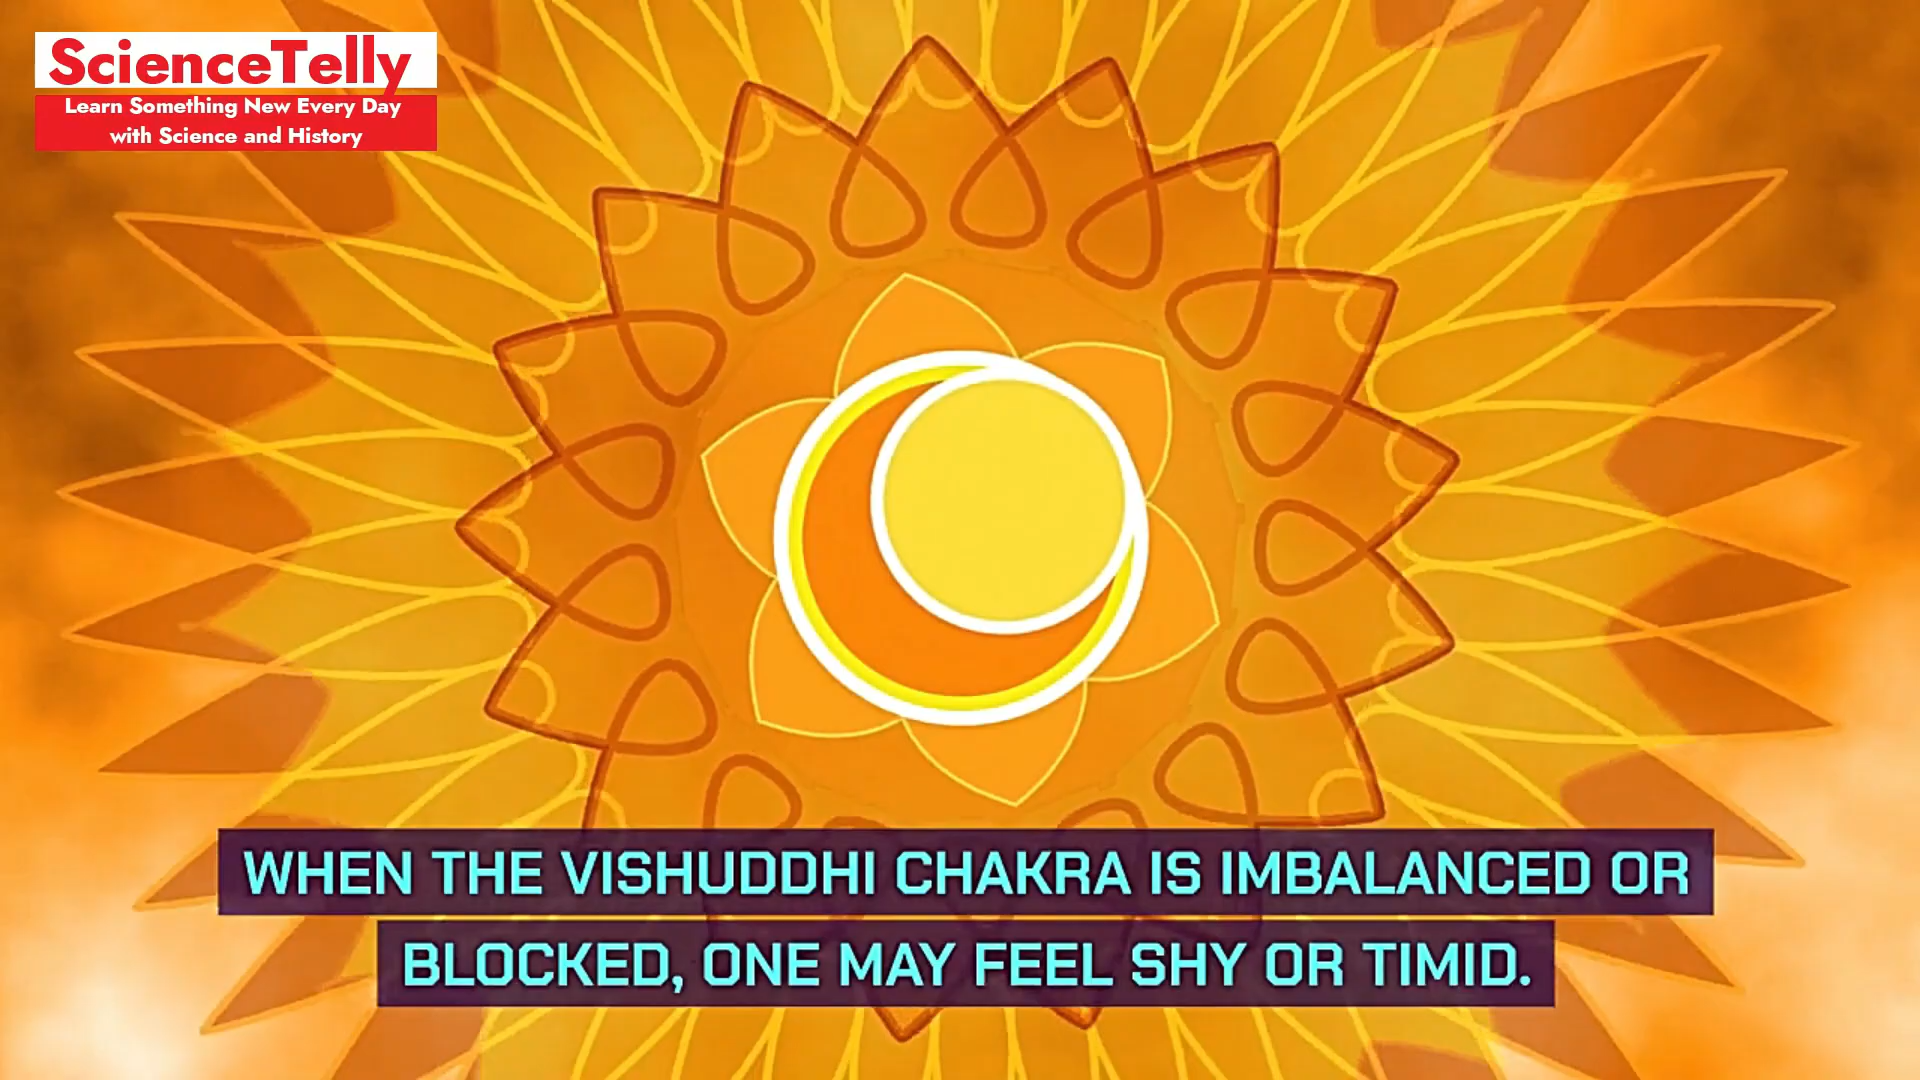 ScienceTelly
Learn Something New Every Day
with Science and History
WHEN THE VISHUDDHI CHAKRA IS IMBALANCED OR
BLOCKED, ONE MAY FEEL SHY OR TIMID.